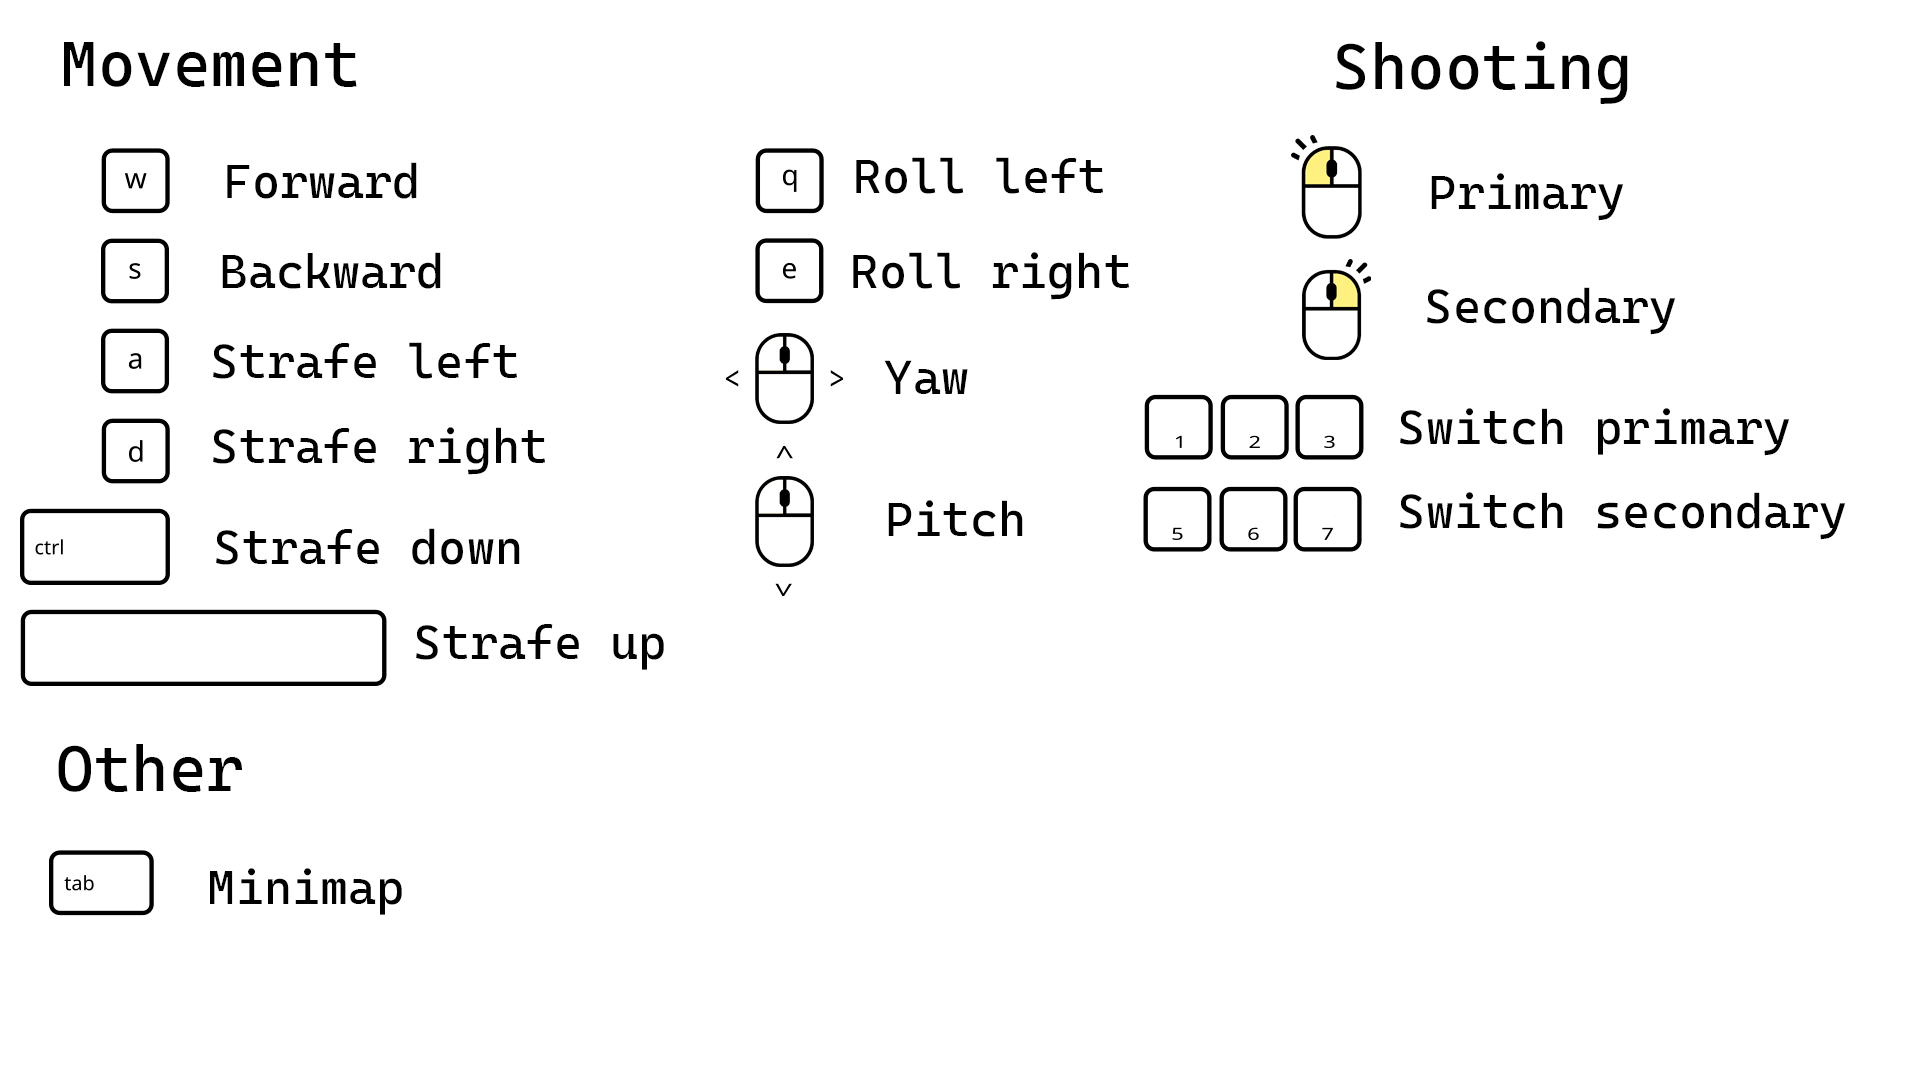 Movement
w Forward
s Backward
a Strafe left
d Strafe right
ctrl Strafe down
Strafe up
q Roll left
e Roll right
< > Yaw
^
Pitch
v
Shooting
Primary
Secondary
1 2 3 Switch primary
5 6 7 Switch secondary
Other
tab Minimap